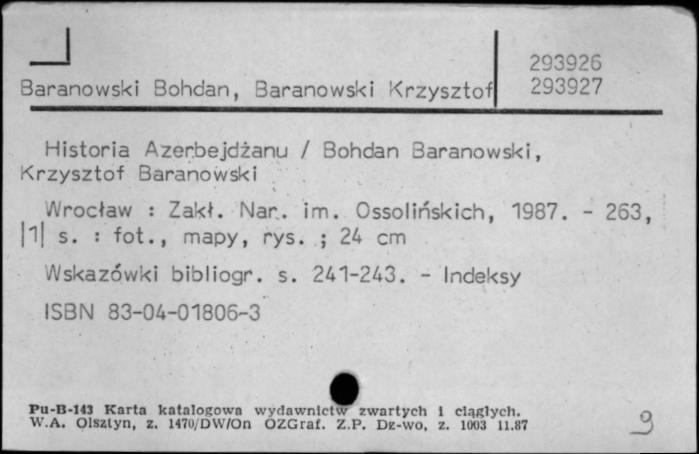 293926
Baranowski Bohdan, Baranowski Krzysztof 293927
Historia Azerbejdżanu / Bohdan Baranowski,
Krzysztof Baranowski
Wrocław : Zakł. Nar. im. Ossolińskich, 1987. - 263,
|1| s. : fot., mapy, rys. ; 24 cm
Wskazówki bibliogr. s. 241-243. - Indeksy
ISBN 83-04-01806-3
Pu-B-143 Karta katalogowa wydawnictw zwartych i ciągłych.
W.A. Olsztyn, z. 1470/DW/On OZGraf. Z.P. Dz-wo, z. 1003 11.87
9